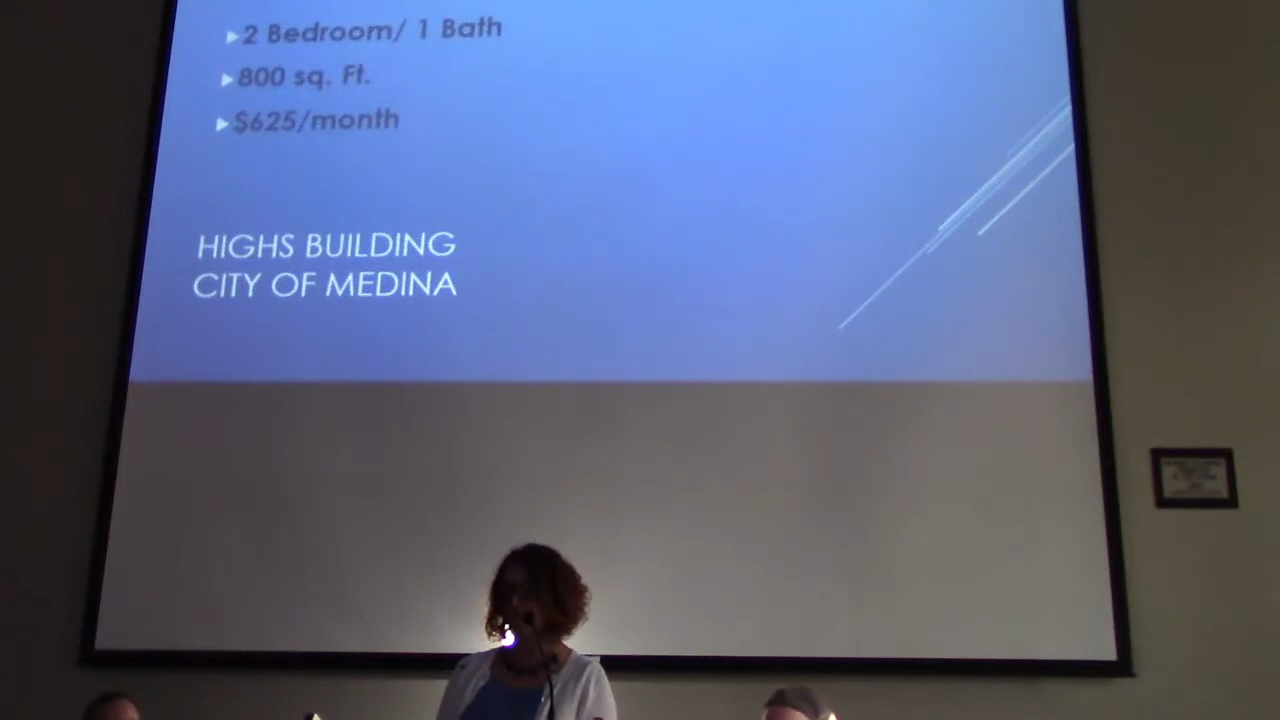 2 Bedroom/ 1 Bath
800 sq. Ft.
$625/month
HIGHS BUILDING
CITY OF MEDINA